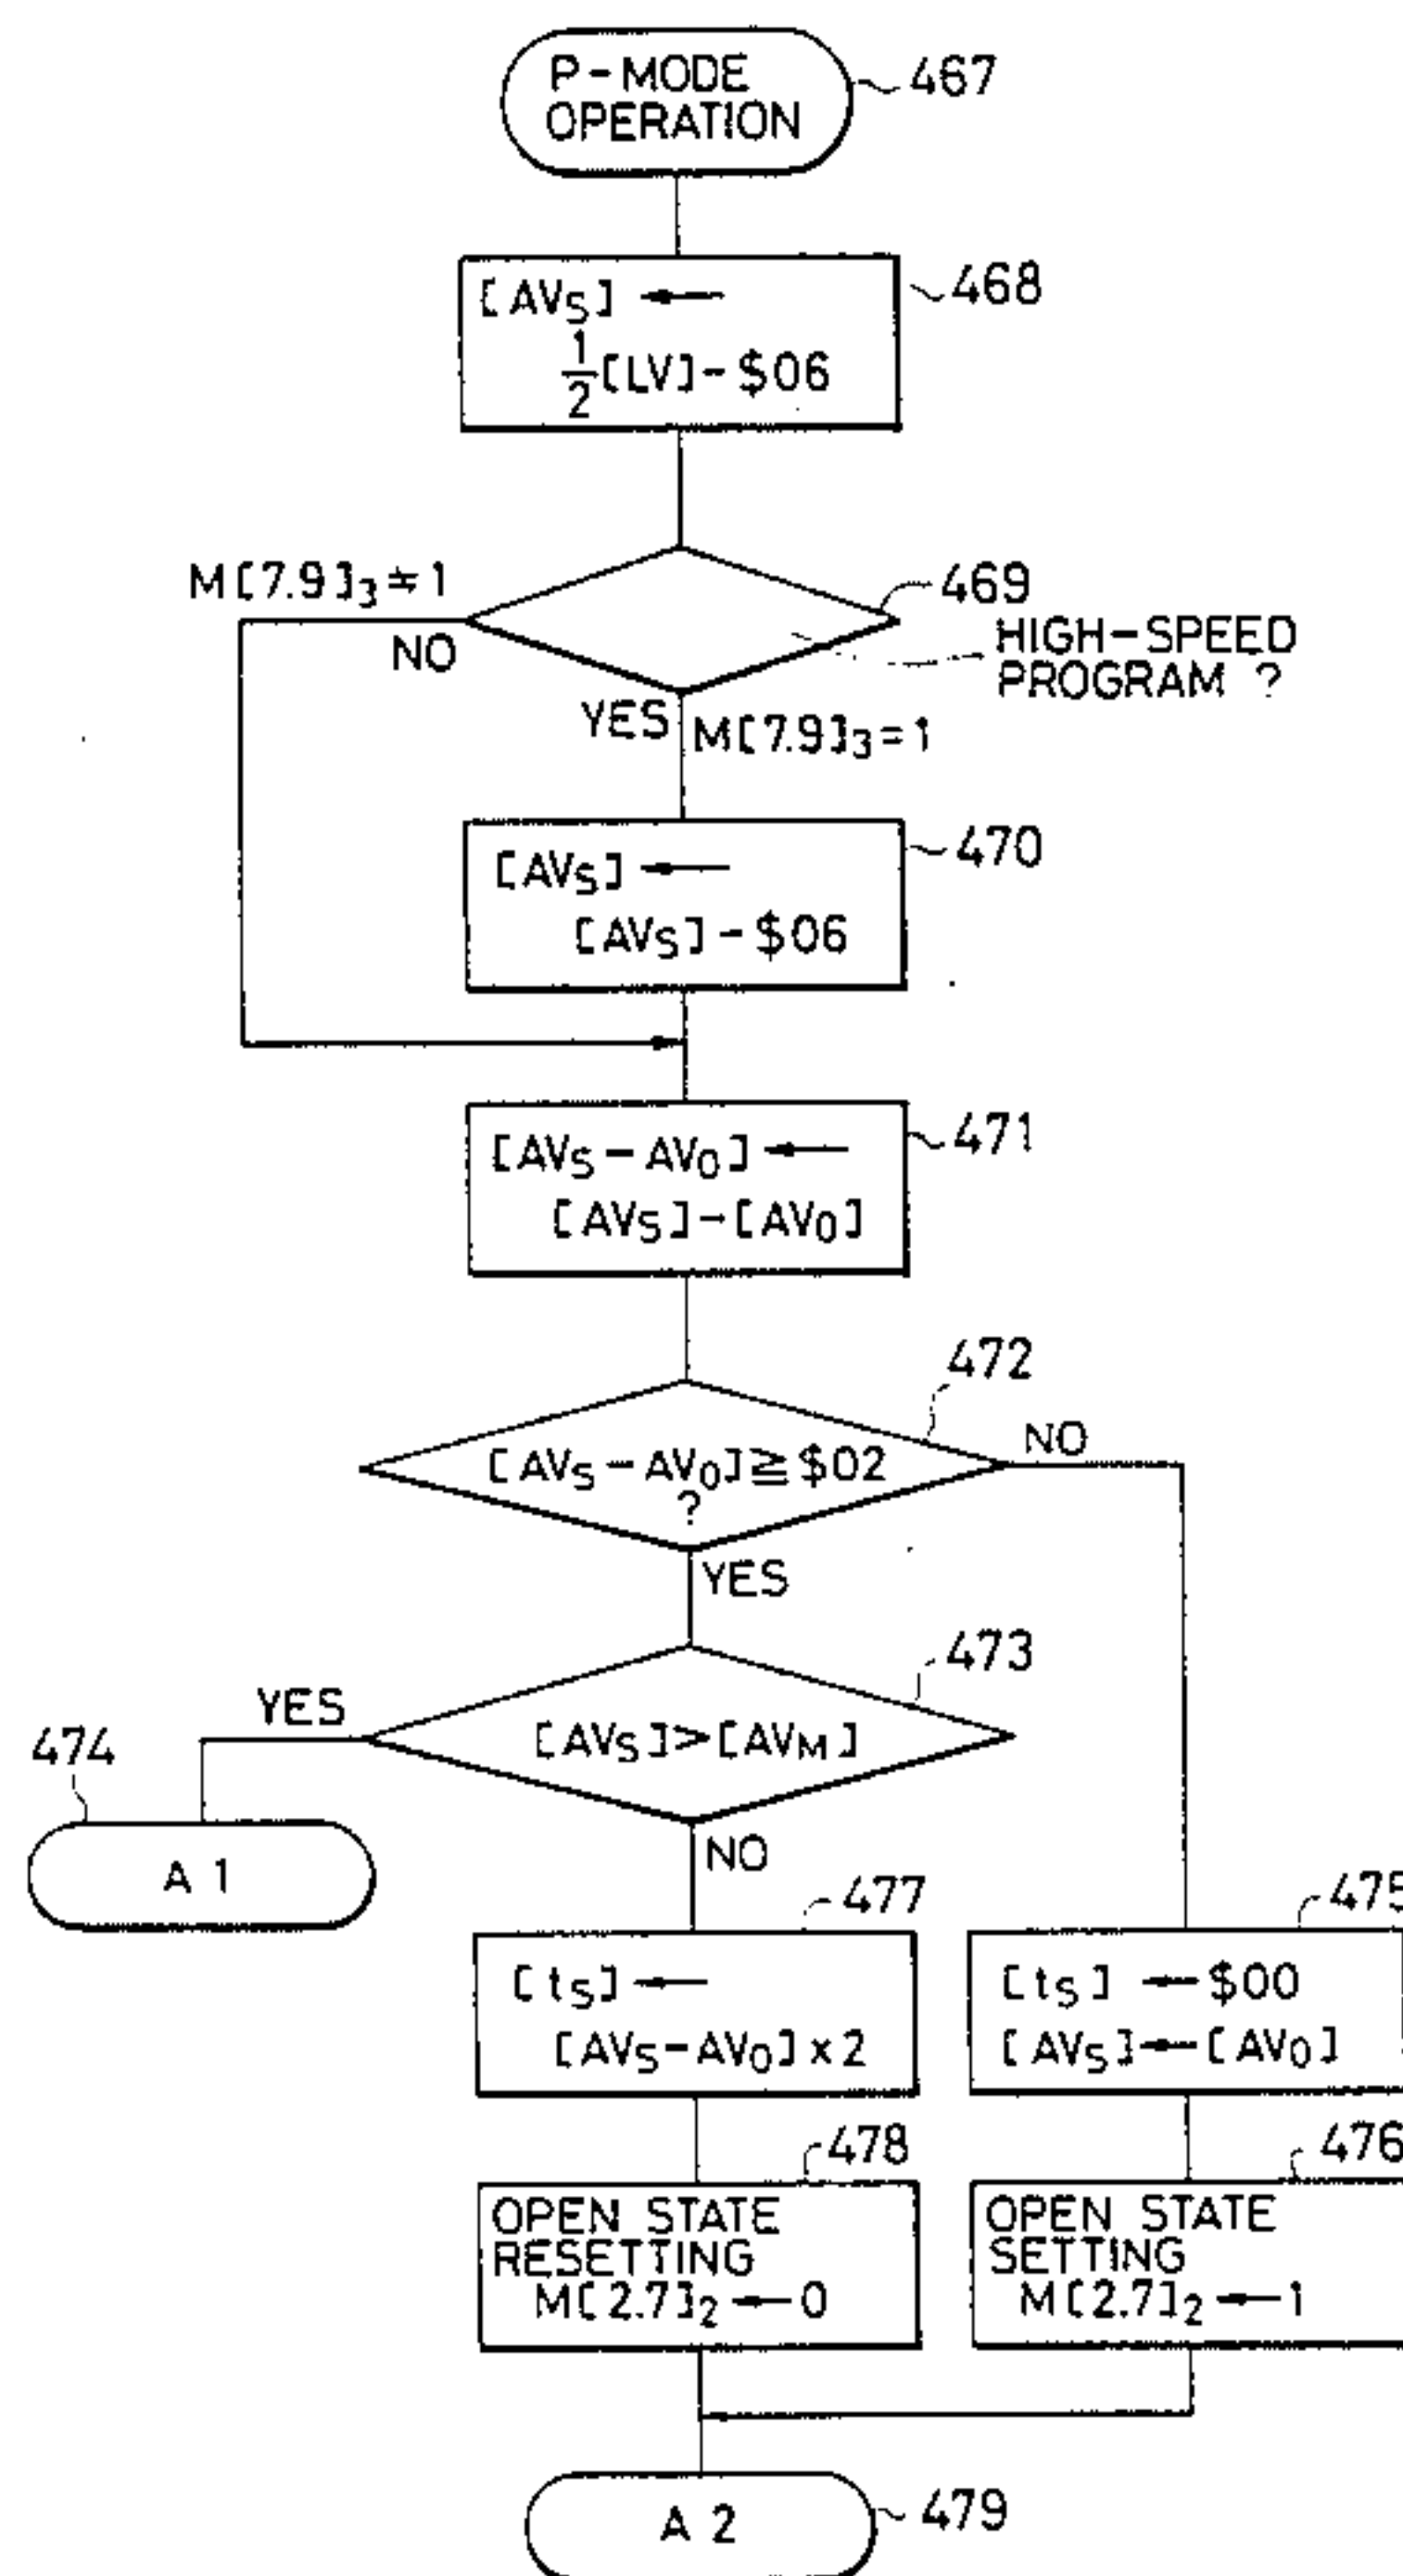 P-MODE
OPERATION
467
[AVS] ←
1/2[LV]-$06
468
M[7.9]3≠1
469
NO
HIGH-SPEED
PROGRAM ?
YES
M[7.9]3=1
[AVS] ←
[AVS]-$06
470
[AVS-AV0] ←
[AVS]-[AV0]
471
472
[AVS-AV0]≧$02
?
NO
YES
473
YES
[AVS]>[AVM]
474
A 1
NO
477
[tS] ←
[AVS-AV0]×2
475
[tS] ←$00
[AVS]←[AV0]
478
OPEN STATE
RESETTING
M[2.7]2←0
476
OPEN STATE
SETTING
M[2.7]2←1
A 2
479